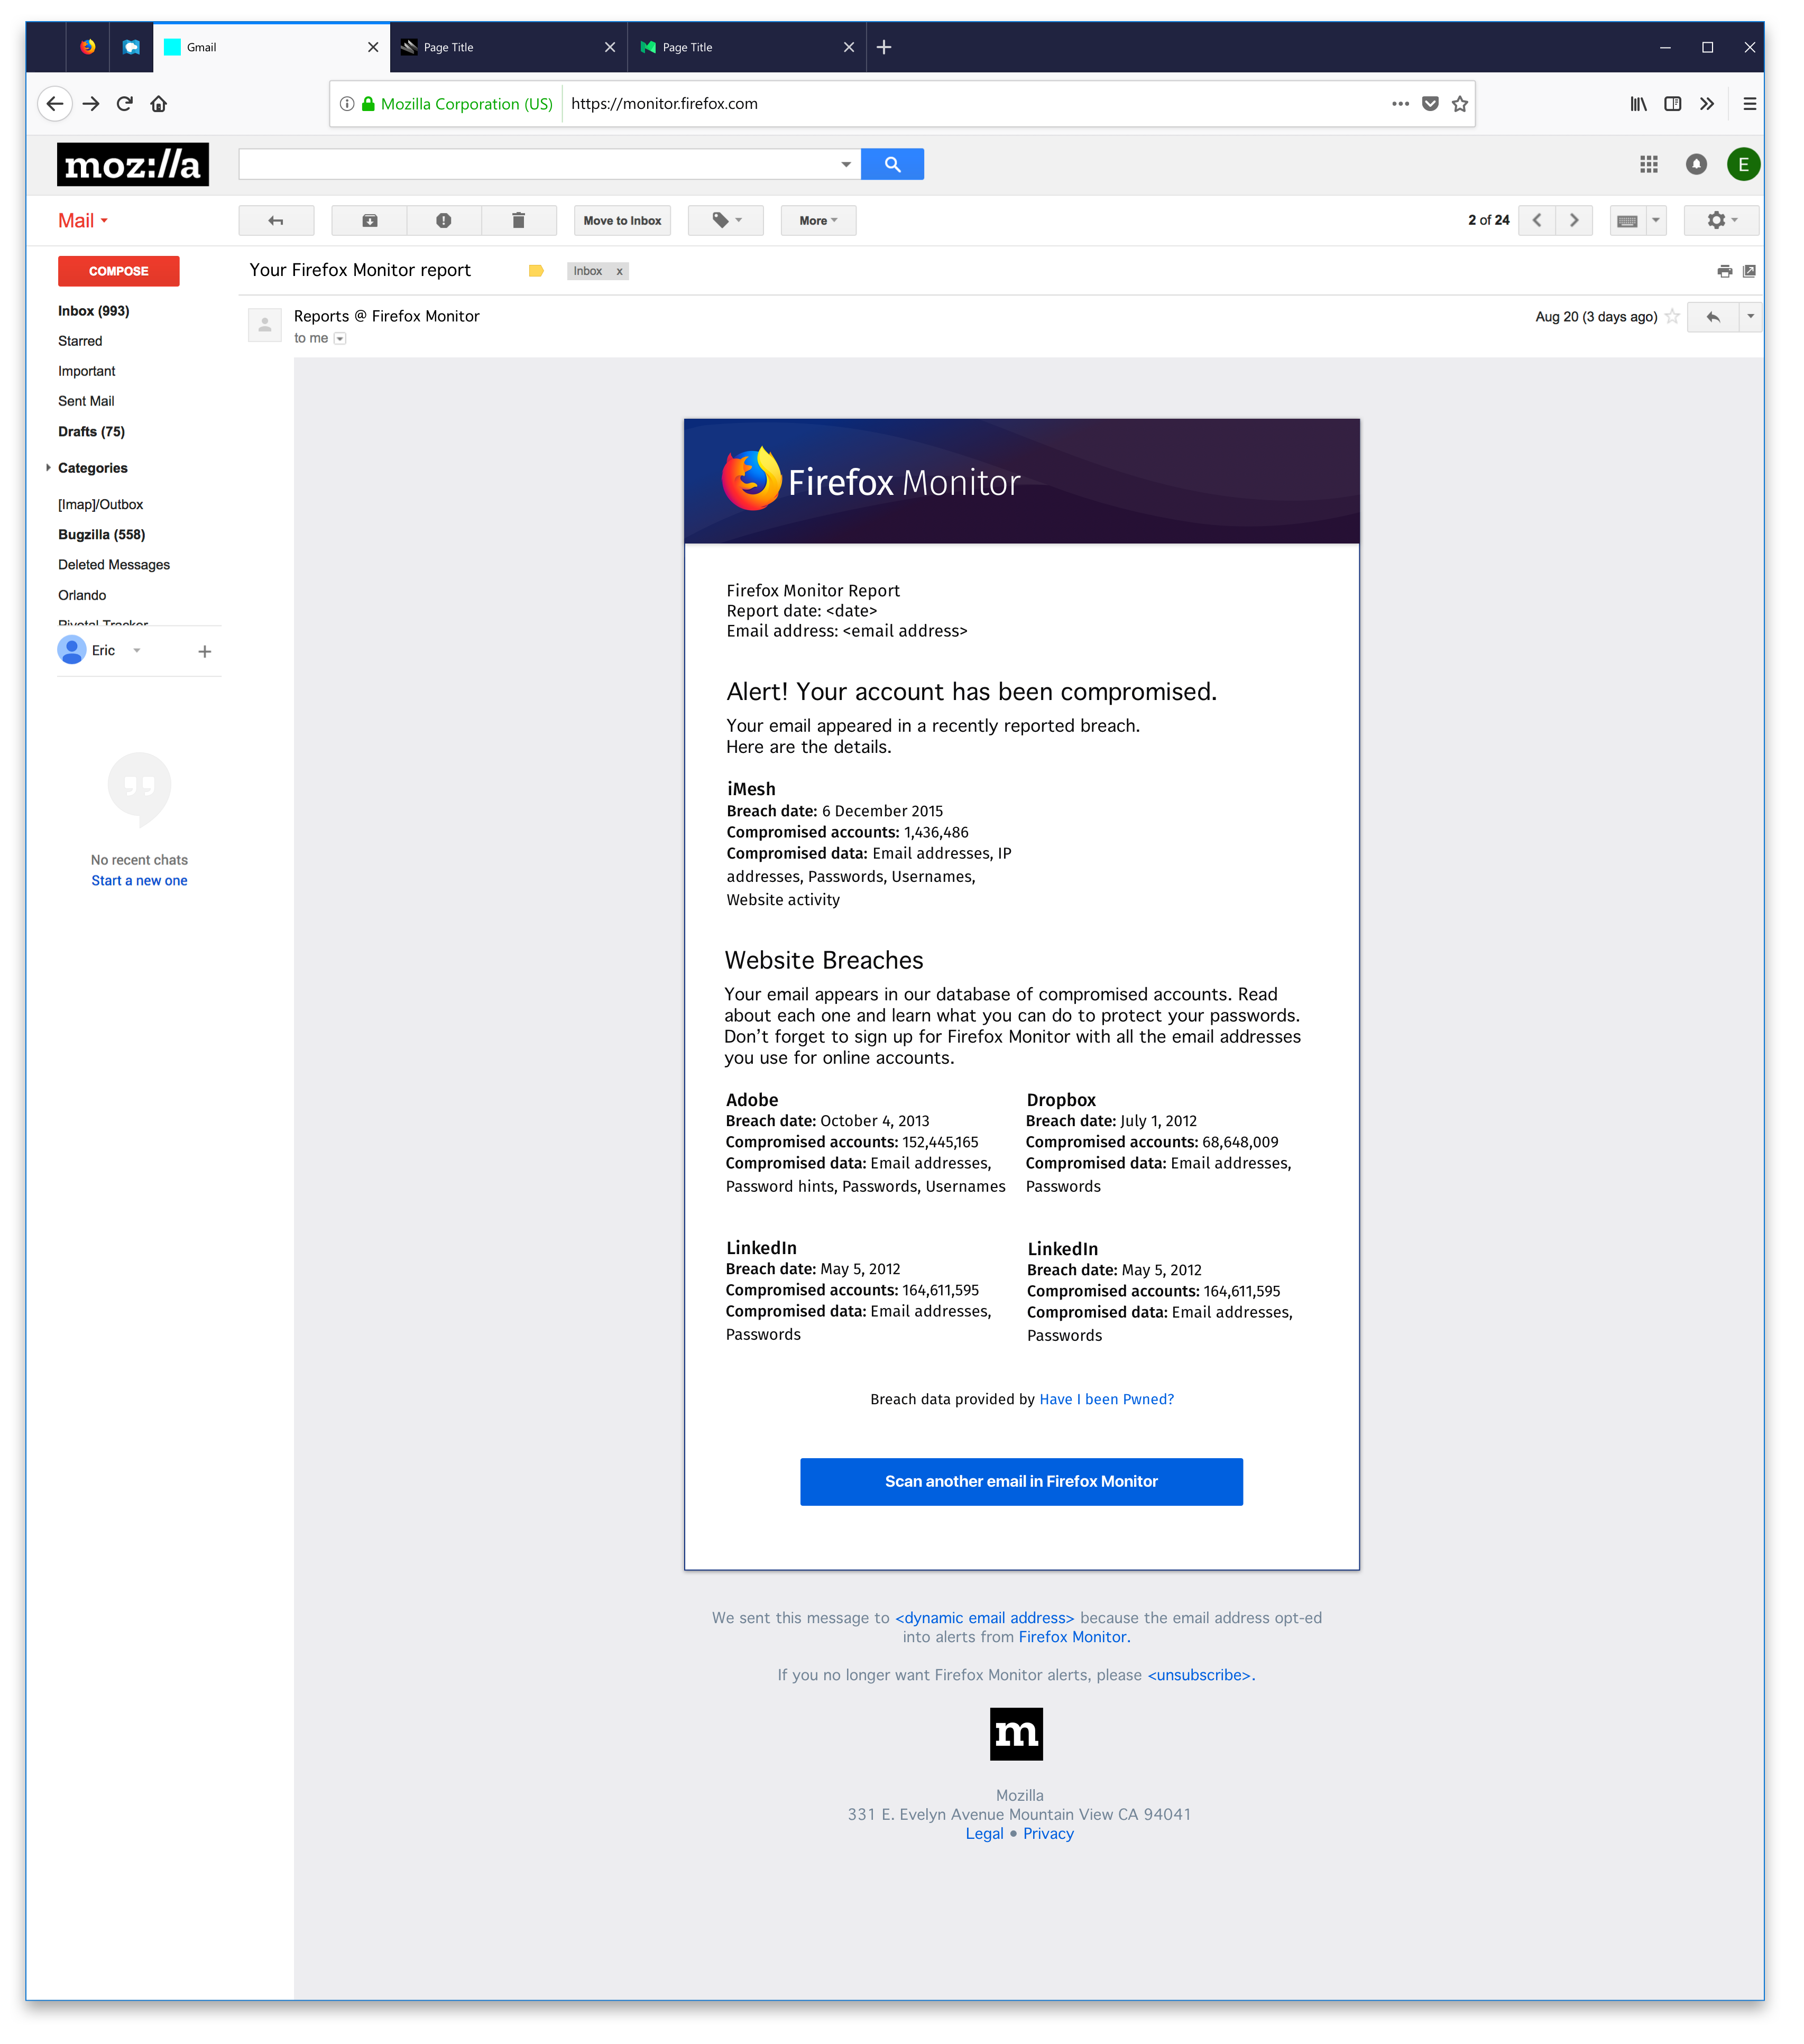 Gmail
Page Title
Page Title
Mozilla Corporation (US)
https://monitor.firefox.com
moz://a
E
Mail
Move to Inbox
More
2 of 24
COMPOSE
Your Firefox Monitor report
Inbox x
Inbox (993)
Starred
Important
Sent Mail
Drafts (75)
Categories
[Imap]/Outbox
Bugzilla (558)
Deleted Messages
Orlando
Pivotal Tracker
Eric
No recent chats
Start a new one
Reports @ Firefox Monitor
to me
Aug 20 (3 days ago)
Firefox Monitor
Firefox Monitor Report
Report date: <date>
Email address: <email address>
Alert! Your account has been compromised.
Your email appeared in a recently reported breach.
Here are the details.
iMesh
Breach date: 6 December 2015
Compromised accounts: 1,436,486
Compromised data: Email addresses, IP
addresses, Passwords, Usernames,
Website activity
Website Breaches
Your email appears in our database of compromised accounts. Read
about each one and learn what you can do to protect your passwords.
Don’t forget to sign up for Firefox Monitor with all the email addresses
you use for online accounts.
Adobe
Breach date: October 4, 2013
Compromised accounts: 152,445,165
Compromised data: Email addresses,
Password hints, Passwords, Usernames
Dropbox
Breach date: July 1, 2012
Compromised accounts: 68,648,009
Compromised data: Email addresses,
Passwords
LinkedIn
Breach date: May 5, 2012
Compromised accounts: 164,611,595
Compromised data: Email addresses,
Passwords
LinkedIn
Breach date: May 5, 2012
Compromised accounts: 164,611,595
Compromised data: Email addresses,
Passwords
Breach data provided by Have I been Pwned?
Scan another email in Firefox Monitor
We sent this message to <dynamic email address> because the email address opt-ed
into alerts from Firefox Monitor.
If you no longer want Firefox Monitor alerts, please <unsubscribe>.
m
Mozilla
331 E. Evelyn Avenue Mountain View CA 94041
Legal • Privacy